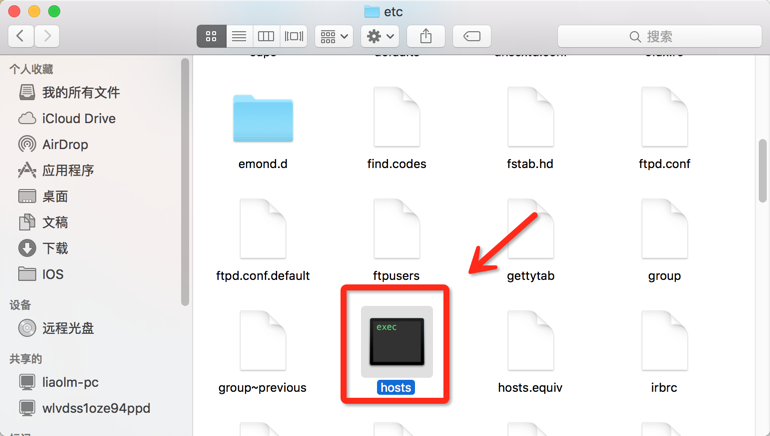 etc
搜索
个人收藏
我的所有文件
iCloud Drive
AirDrop
应用程序
桌面
文稿
下载
IOS
设备
远程光盘
共享的
liaolm-pc
wlvdss1oze94ppd
emond.d
find.codes
fstab.hd
ftpd.conf
ftpd.conf.default
ftpusers
gettytab
group
group~previous
exec
hosts
hosts.equiv
irbrc